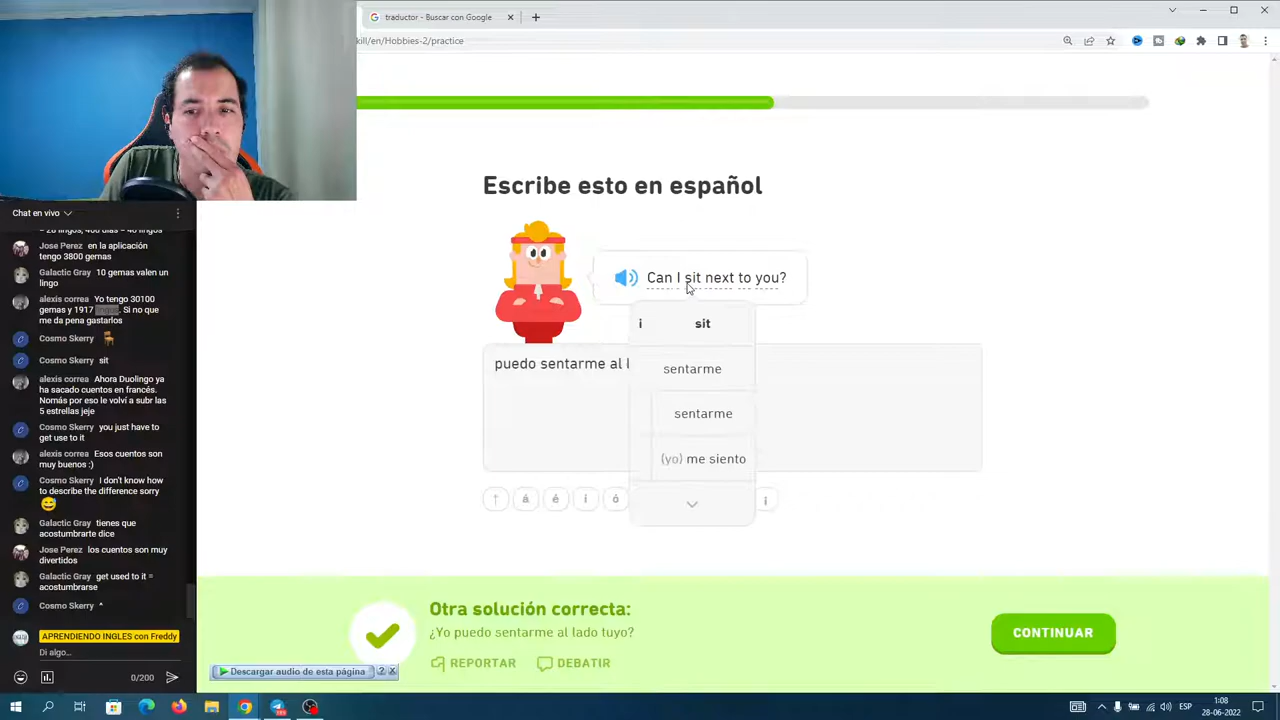 traductor - Buscar con Google
kill/en/Hobbies-2/practice
Escribe esto en español
Can I sit next to you?
i sit
sentarme
sentarme
(yo) me siento
puedo sentarme al l
↑ á é í ó ¡
Otra solución correcta:
¿Yo puedo sentarme al lado tuyo?
REPORTAR DEBATIR
CONTINUAR
Chat en vivo
= 28 lingos, 400 días = 40 lingos
Jose Perez en la aplicación
tengo 3800 gemas
Galactic Gray 10 gemas valen un
lingo
alexis correa Yo tengo 30100
gemas y 1917
. Si no que
me da pena gastarlos
Cosmo Skerry
Cosmo Skerry sit
alexis correa Ahora Duolingo ya
ha sacado cuentos en francés.
Nomás por eso le volví a subr las
5 estrellas jeje
Cosmo Skerry you just have to
get use to it
alexis correa Esos cuentos son
muy buenos :)
Cosmo Skerry I don't know how
to describe the difference sorry
Galactic Gray tienes que
acostumbrarte dice
Jose Perez los cuentos son muy
divertidos
Galactic Gray get used to it =
acostumbrarse
Cosmo Skerry ^
APRENDIENDO INGLES con Freddy
Di algo...
0/200
Descargar audio de esta página ? X
ESP
1:08
28-06-2022